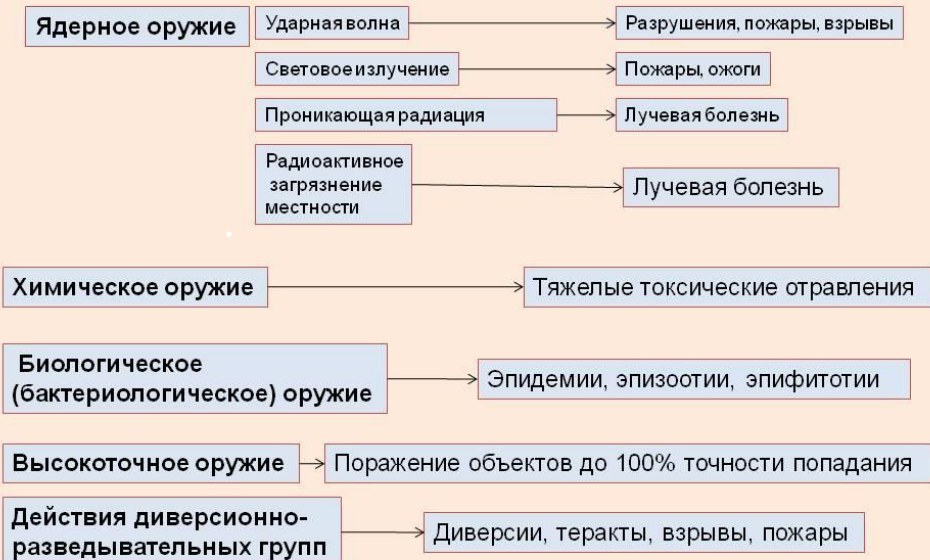 Ядерное оружие
Ударная волна
Разрушения, пожары, взрывы
Световое излучение
Пожары, ожоги
Проникающая радиация
Лучевая болезнь
Радиоактивное
загрязнение
местности
Лучевая болезнь
Химическое оружие
Тяжелые токсические отравления
Биологическое
(бактериологическое) оружие
Эпидемии, эпизоотии, эпифитотии
Высокоточное оружие
Поражение объектов до 100% точности попадания
Действия диверсионно-
разведывательных групп
Диверсии, теракты, взрывы, пожары